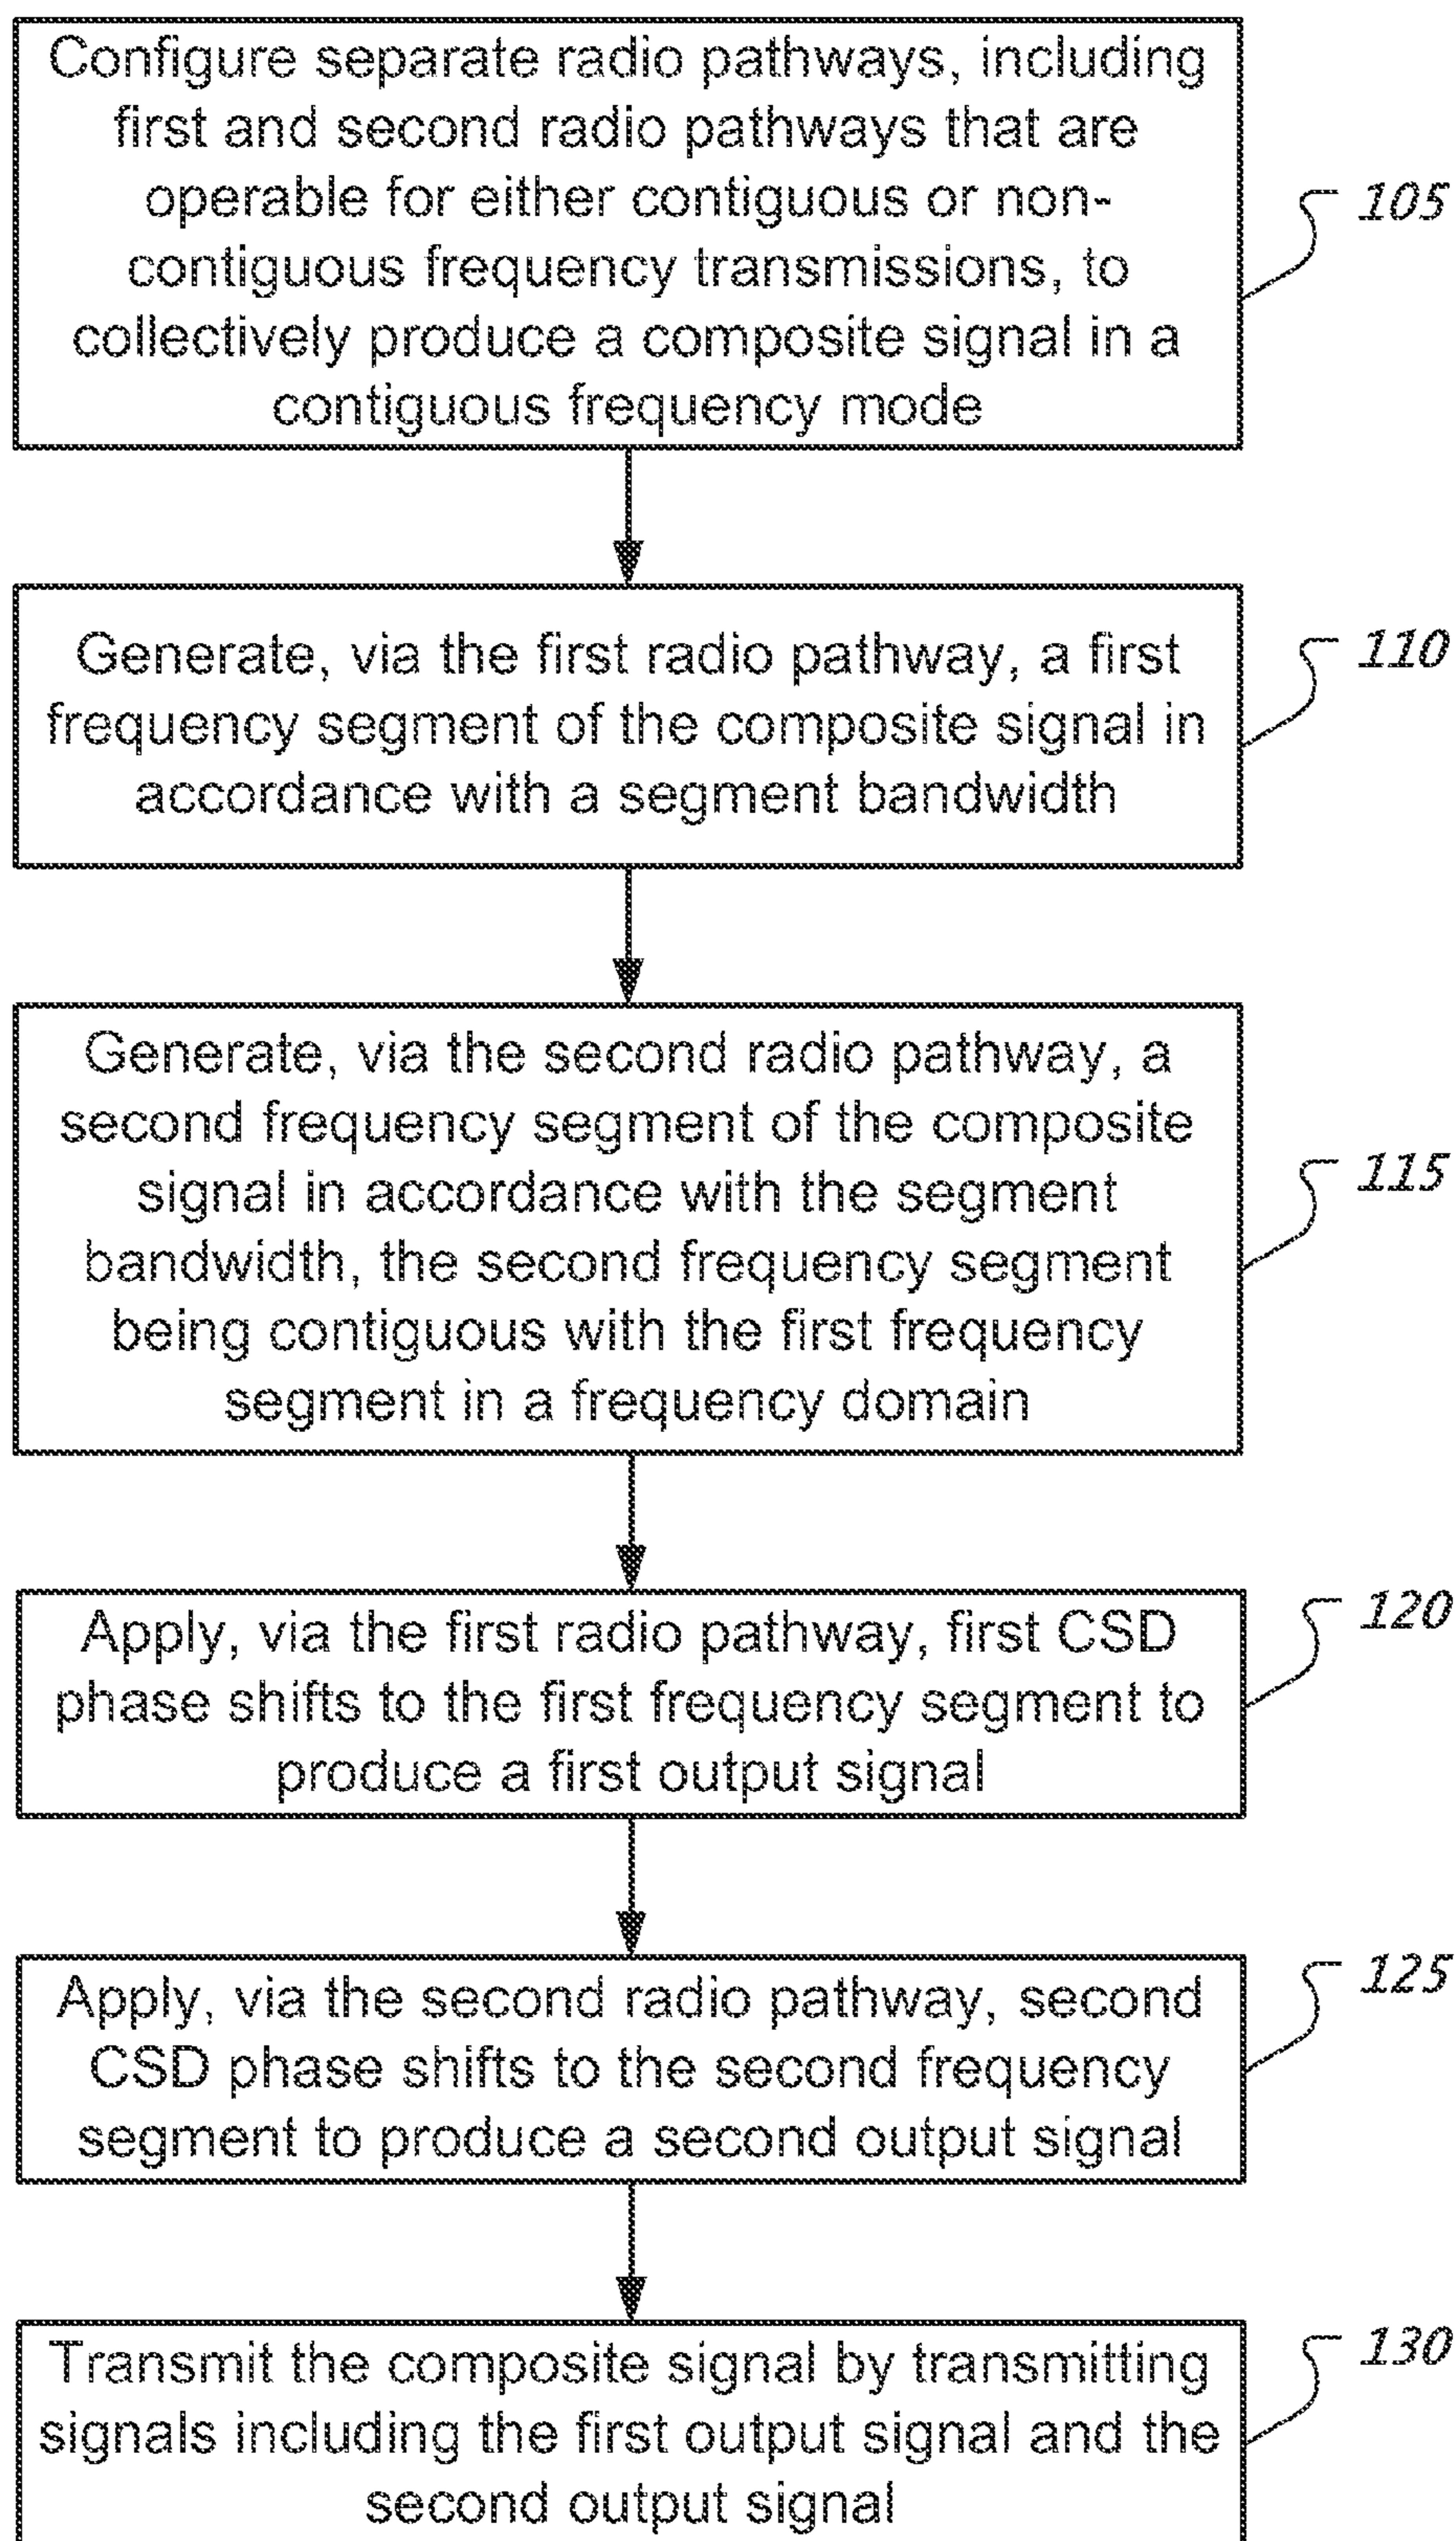 Configure separate radio pathways, including
first and second radio pathways that are
operable for either contiguous or non-
contiguous frequency transmissions, to
collectively produce a composite signal in a
contiguous frequency mode
105
Generate, via the first radio pathway, a first
frequency segment of the composite signal in
accordance with a segment bandwidth
110
Generate, via the second radio pathway, a
second frequency segment of the composite
signal in accordance with the segment
bandwidth, the second frequency segment
being contiguous with the first frequency
segment in a frequency domain
115
Apply, via the first radio pathway, first CSD
phase shifts to the first frequency segment to
produce a first output signal
120
Apply, via the second radio pathway, second
CSD phase shifts to the second frequency
segment to produce a second output signal
125
Transmit the composite signal by transmitting
signals including the first output signal and the
second output signal
130